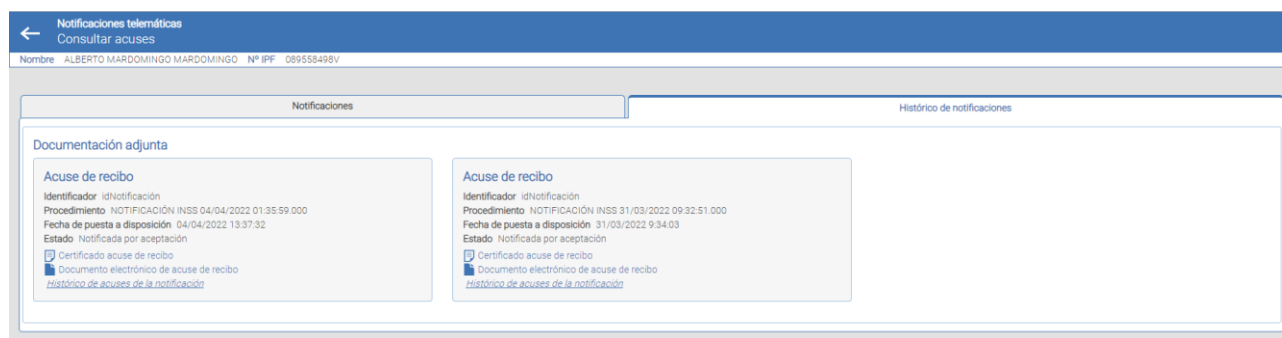 Notificaciones telemáticas
Consultar acuses
Nombre ALBERTO MARDOMINGO MARDOMINGO Nº IPF 089558498V
Notificaciones
Histórico de notificaciones
Documentación adjunta
Acuse de recibo
Identificador idNotificación
Procedimiento NOTIFICACIÓN INSS 04/04/2022 01:35:59.000
Fecha de puesta a disposición 04/04/2022 13:37:32
Estado Notificada por aceptación
Certificado acuse de recibo
Documento electrónico de acuse de recibo
Histórico de acuses de la notificación
Acuse de recibo
Identificador idNotificación
Procedimiento NOTIFICACIÓN INSS 31/03/2022 09:32:51.000
Fecha de puesta a disposición 31/03/2022 9:34:03
Estado Notificada por aceptación
Certificado acuse de recibo
Documento electrónico de acuse de recibo
Histórico de acuses de la notificación